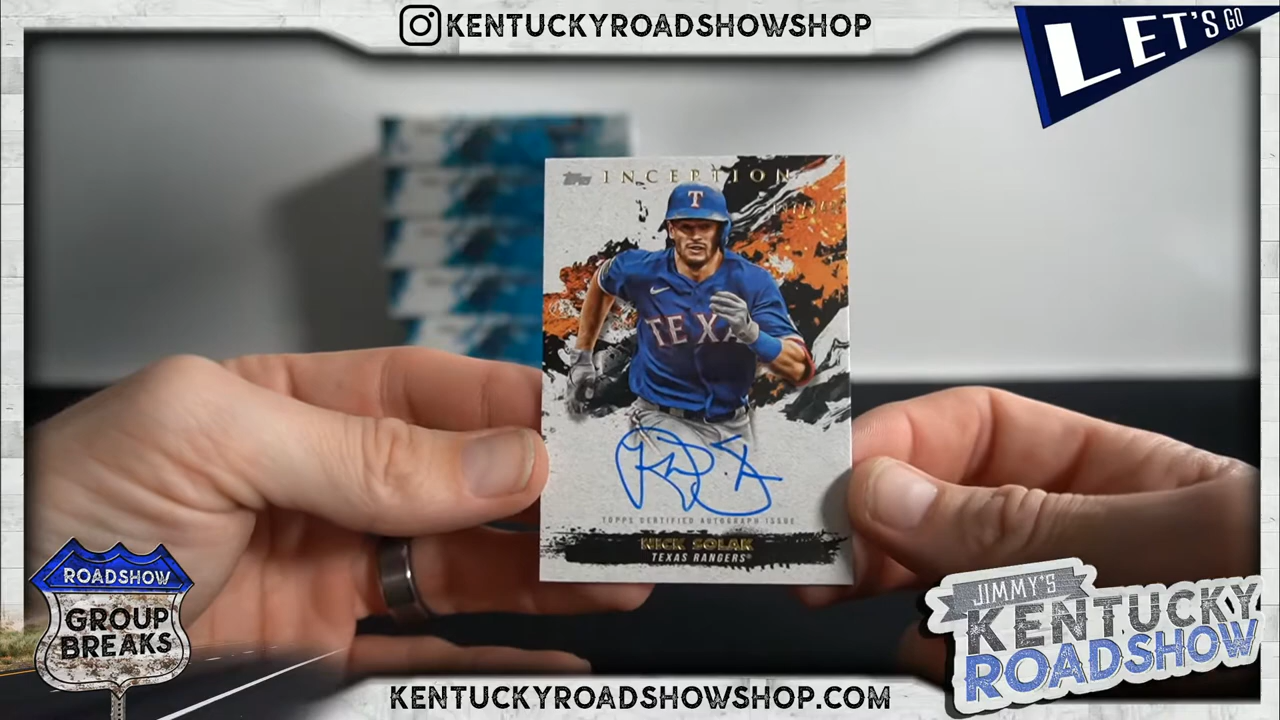 KENTUCKYROADSHOWSHOP
LET'S GO
Topps INCEPTION
T
TEXA
TOPPS CERTIFIED AUTOGRAPH ISSUE
NICK SOLAK
TEXAS RANGERS®
ROADSHOW
GROUP
BREAKS
JIMMY'S
KENTUCKY
ROADSHOW
KENTUCKYROADSHOWSHOP.COM